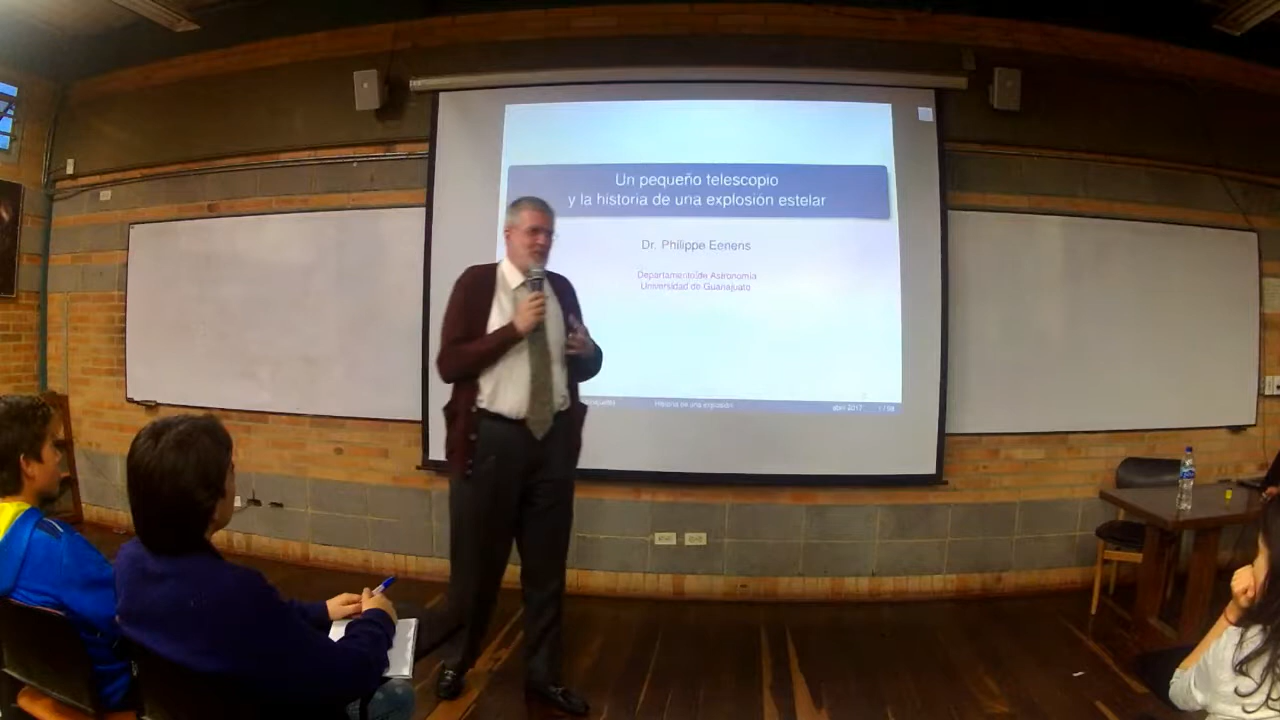 Un pequeño telescopio
y la historia de una explosión estelar
Dr. Philippe Eenens
Departamento de Astronomía
Universidad de Guanajuato
Historia de una explosión
abril 2017